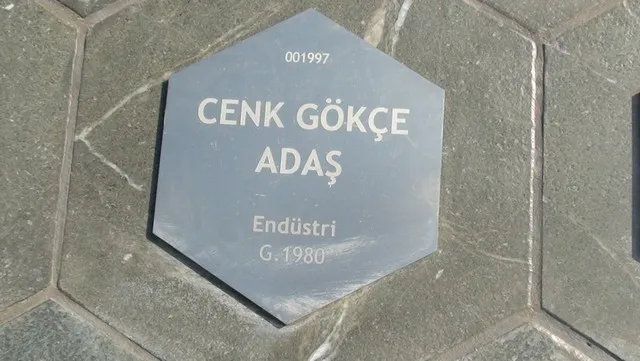 001997
CENK GÖKÇE
ADAŞ
Endüstri
G.1980